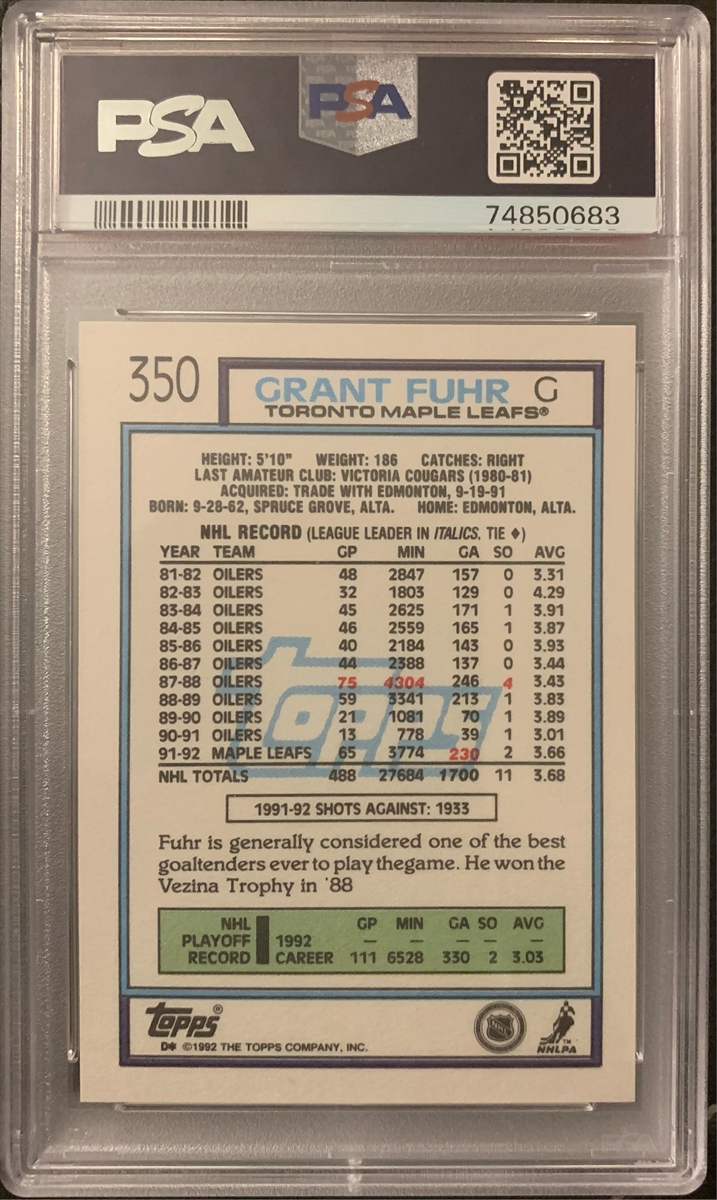 PSA
PSA
74850683
350 GRANT FUHR G
TORONTO MAPLE LEAFS®
HEIGHT: 5'10" WEIGHT: 186 CATCHES: RIGHT
LAST AMATEUR CLUB: VICTORIA COUGARS (1980-81)
ACQUIRED: TRADE WITH EDMONTON, 9-19-91
BORN: 9-28-62, SPRUCE GROVE, ALTA. HOME: EDMONTON, ALTA.
NHL RECORD (LEAGUE LEADER IN ITALICS, TIE ♦)
YEAR TEAM GP MIN GA SO AVG
81-82 OILERS 48 2847 157 0 3.31
82-83 OILERS 32 1803 129 0 4.29
83-84 OILERS 45 2625 171 1 3.91
84-85 OILERS 46 2559 165 1 3.87
85-86 OILERS 40 2184 143 0 3.93
86-87 OILERS 44 2388 137 0 3.44
87-88 OILERS 75 4304 246 4 3.43
88-89 OILERS 59 3341 213 1 3.83
89-90 OILERS 21 1081 70 1 3.89
90-91 OILERS 13 778 39 1 3.01
91-92 MAPLE LEAFS 65 3774 230 2 3.66
NHL TOTALS 488 27684 1700 11 3.68
topps
1991-92 SHOTS AGAINST: 1933
Fuhr is generally considered one of the best
goaltenders ever to play thegame. He won the
Vezina Trophy in '88
NHL GP MIN GA SO AVG
PLAYOFF 1992 — — — — —
RECORD CAREER 111 6528 330 2 3.03
topps®
D* ©1992 THE TOPPS COMPANY, INC.
NHL
TM
NHLPA
PSA